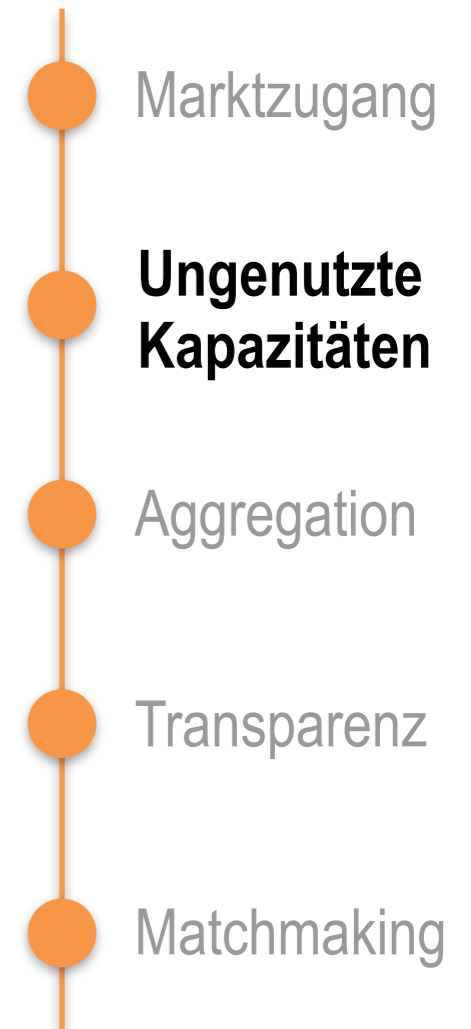 Marktzugang
Ungenutzte
Kapazitäten
Aggregation
Transparenz
Matchmaking